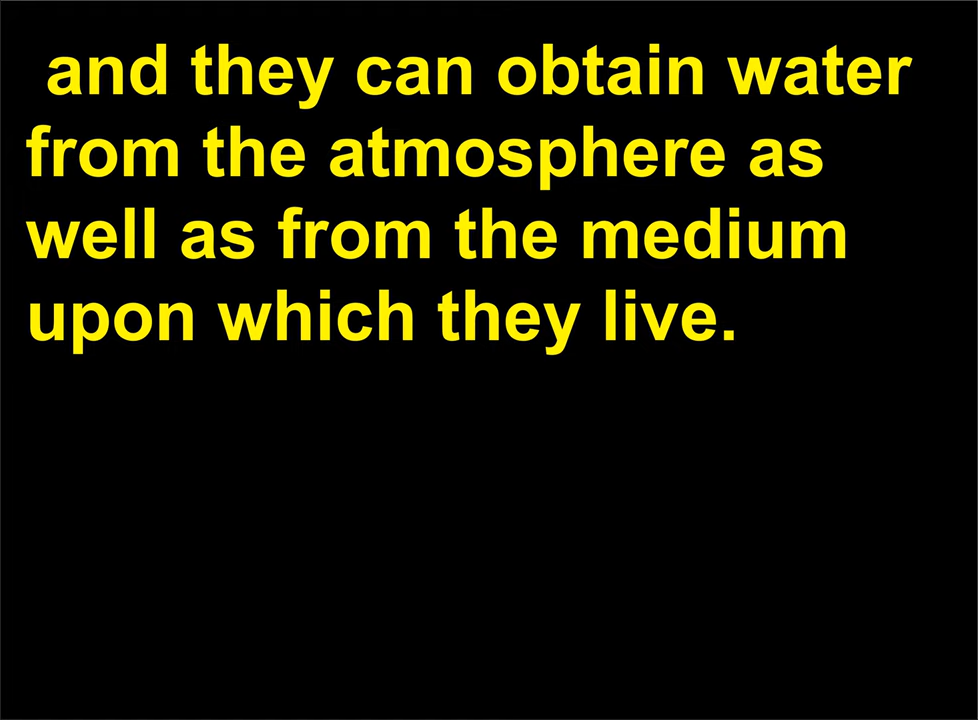 and they can obtain water
from the atmosphere as
well as from the medium
upon which they live.